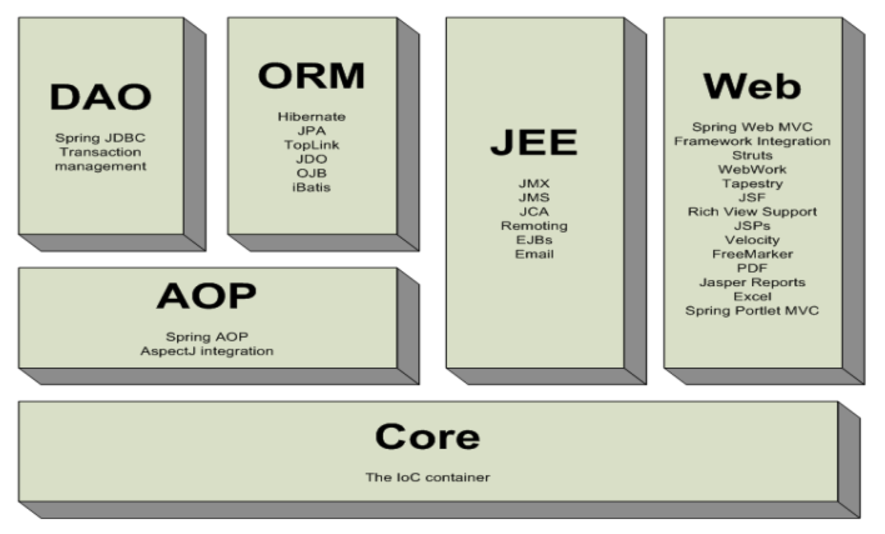 DAO
Spring JDBC
Transaction
management
ORM
Hibernate
JPA
TopLink
JDO
OJB
iBatis
JEE
JMX
JMS
JCA
Remoting
EJBs
Email
Web
Spring Web MVC
Framework Integration
Struts
WebWork
Tapestry
JSF
Rich View Support
JSPs
Velocity
FreeMarker
PDF
Jasper Reports
Excel
Spring Portlet MVC
AOP
Spring AOP
AspectJ integration
Core
The IoC container